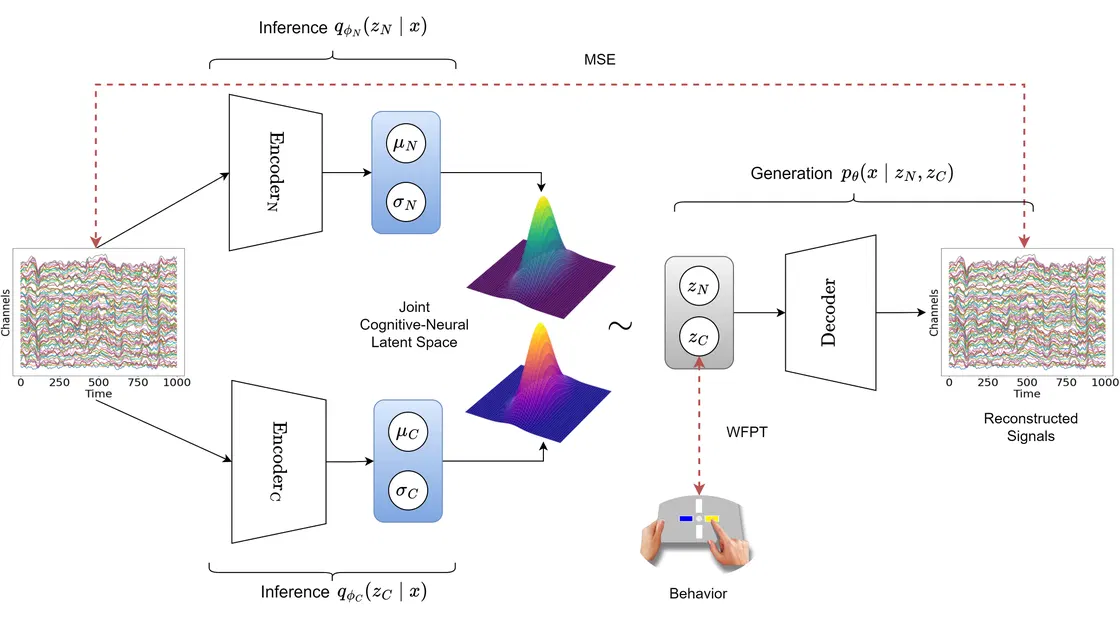 Inference $q_{\phi_N}(z_N \mid x)$
MSE
Encoder$_N$
$\mu_N$
$\sigma_N$
Generation $p_\theta(x \mid z_N, z_C)$
Channels
0 250 500 750 1000
Time
Joint
Cognitive-Neural
Latent Space
~
$z_N$
$z_C$
Decoder
Channels
0 250 500 750 1000
Time
Reconstructed
Signals
Encoder$_C$
$\mu_C$
$\sigma_C$
WFPT
Behavior
Inference $q_{\phi_C}(z_C \mid x)$